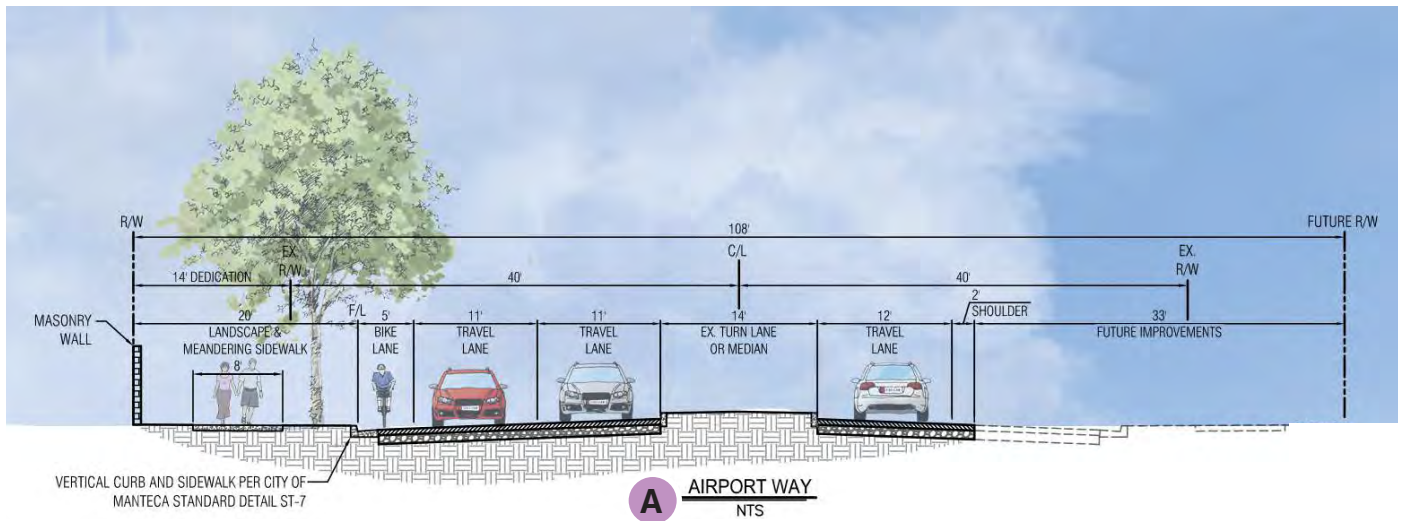 R/W
FUTURE R/W
108'
EX.
R/W
C/L
EX.
R/W
14' DEDICATION
40'
40'
MASONRY
WALL
20'
LANDSCAPE &
MEANDERING SIDEWALK
8'
F/L
5'
BIKE
LANE
11'
TRAVEL
LANE
11'
TRAVEL
LANE
14'
EX. TURN LANE
OR MEDIAN
12'
TRAVEL
LANE
2'
SHOULDER
33'
FUTURE IMPROVEMENTS
VERTICAL CURB AND SIDEWALK PER CITY OF
MANTECA STANDARD DETAIL ST-7
A
AIRPORT WAY
NTS